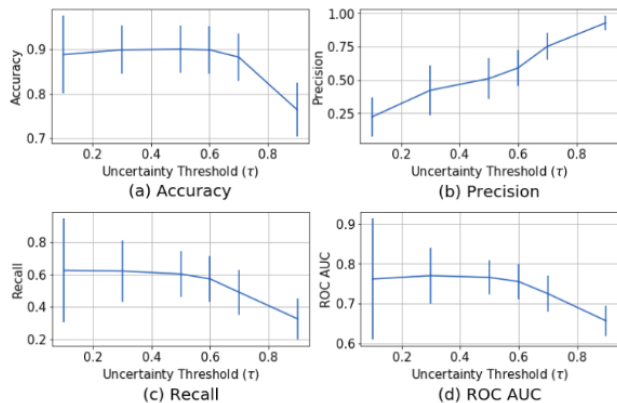 Accuracy
0.9
0.8
0.7
0.2 0.4 0.6 0.8
Uncertainty Threshold (τ)
(a) Accuracy
Precision
1.00
0.75
0.50
0.25
0.2 0.4 0.6 0.8
Uncertainty Threshold (τ)
(b) Precision
Recall
0.8
0.6
0.4
0.2
0.2 0.4 0.6 0.8
Uncertainty Threshold (τ)
(c) Recall
ROC AUC
0.9
0.8
0.7
0.6
0.2 0.4 0.6 0.8
Uncertainty Threshold (τ)
(d) ROC AUC